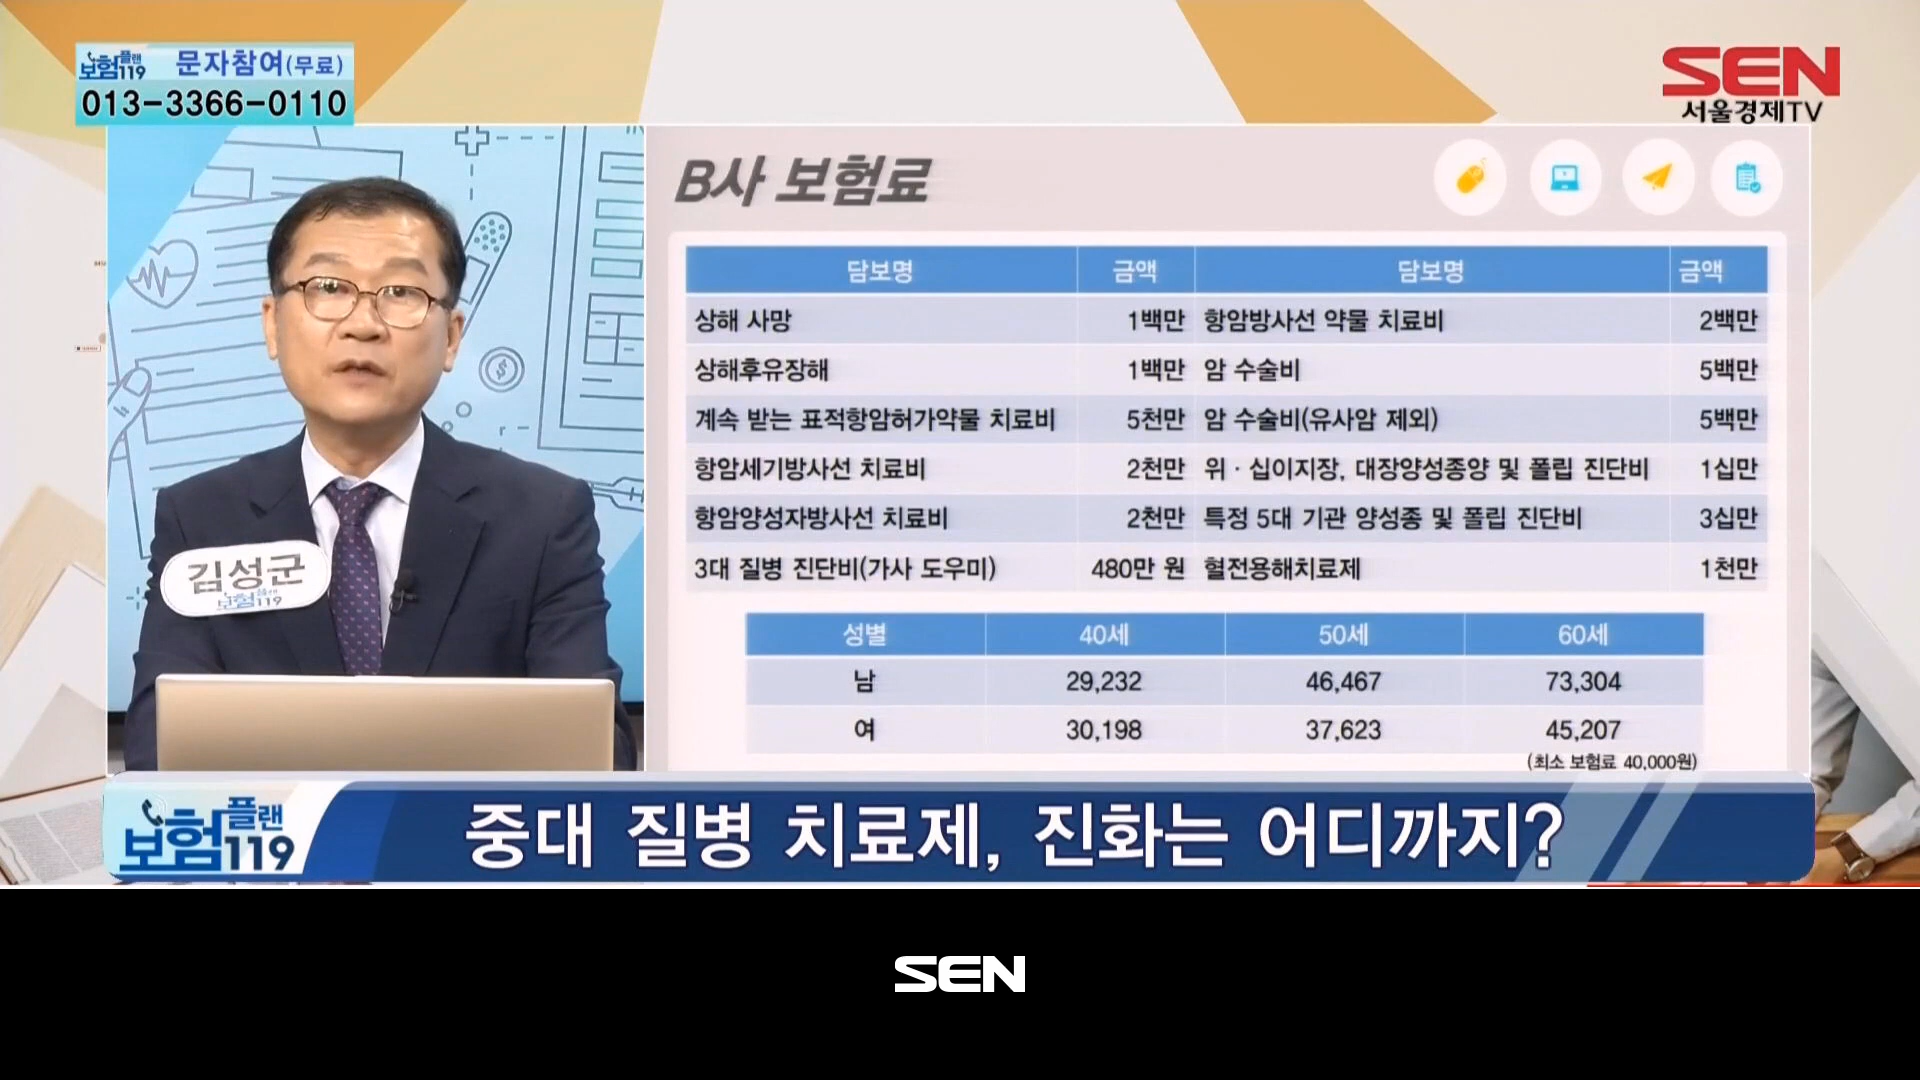 보험플랜119 문자참여(무료)
013-3366-0110
SEN
서울경제TV
김성군
보험플랜119
B사 보험료
담보명 금액 담보명 금액
상해 사망 1백만 항암방사선 약물 치료비 2백만
상해후유장해 1백만 암 수술비 5백만
계속 받는 표적항암허가약물 치료비 5천만 암 수술비(유사암 제외) 5백만
항암세기방사선 치료비 2천만 위·십이지장, 대장양성종양 및 폴립 진단비 1십만
항암양성자방사선 치료비 2천만 특정 5대 기관 양성종 및 폴립 진단비 3십만
3대 질병 진단비(가사 도우미) 480만 원 혈전용해치료제 1천만
성별 40세 50세 60세
남 29,232 46,467 73,304
여 30,198 37,623 45,207
(최소 보험료 40,000원)
보험플랜119
중대 질병 치료제, 진화는 어디까지?
SEN